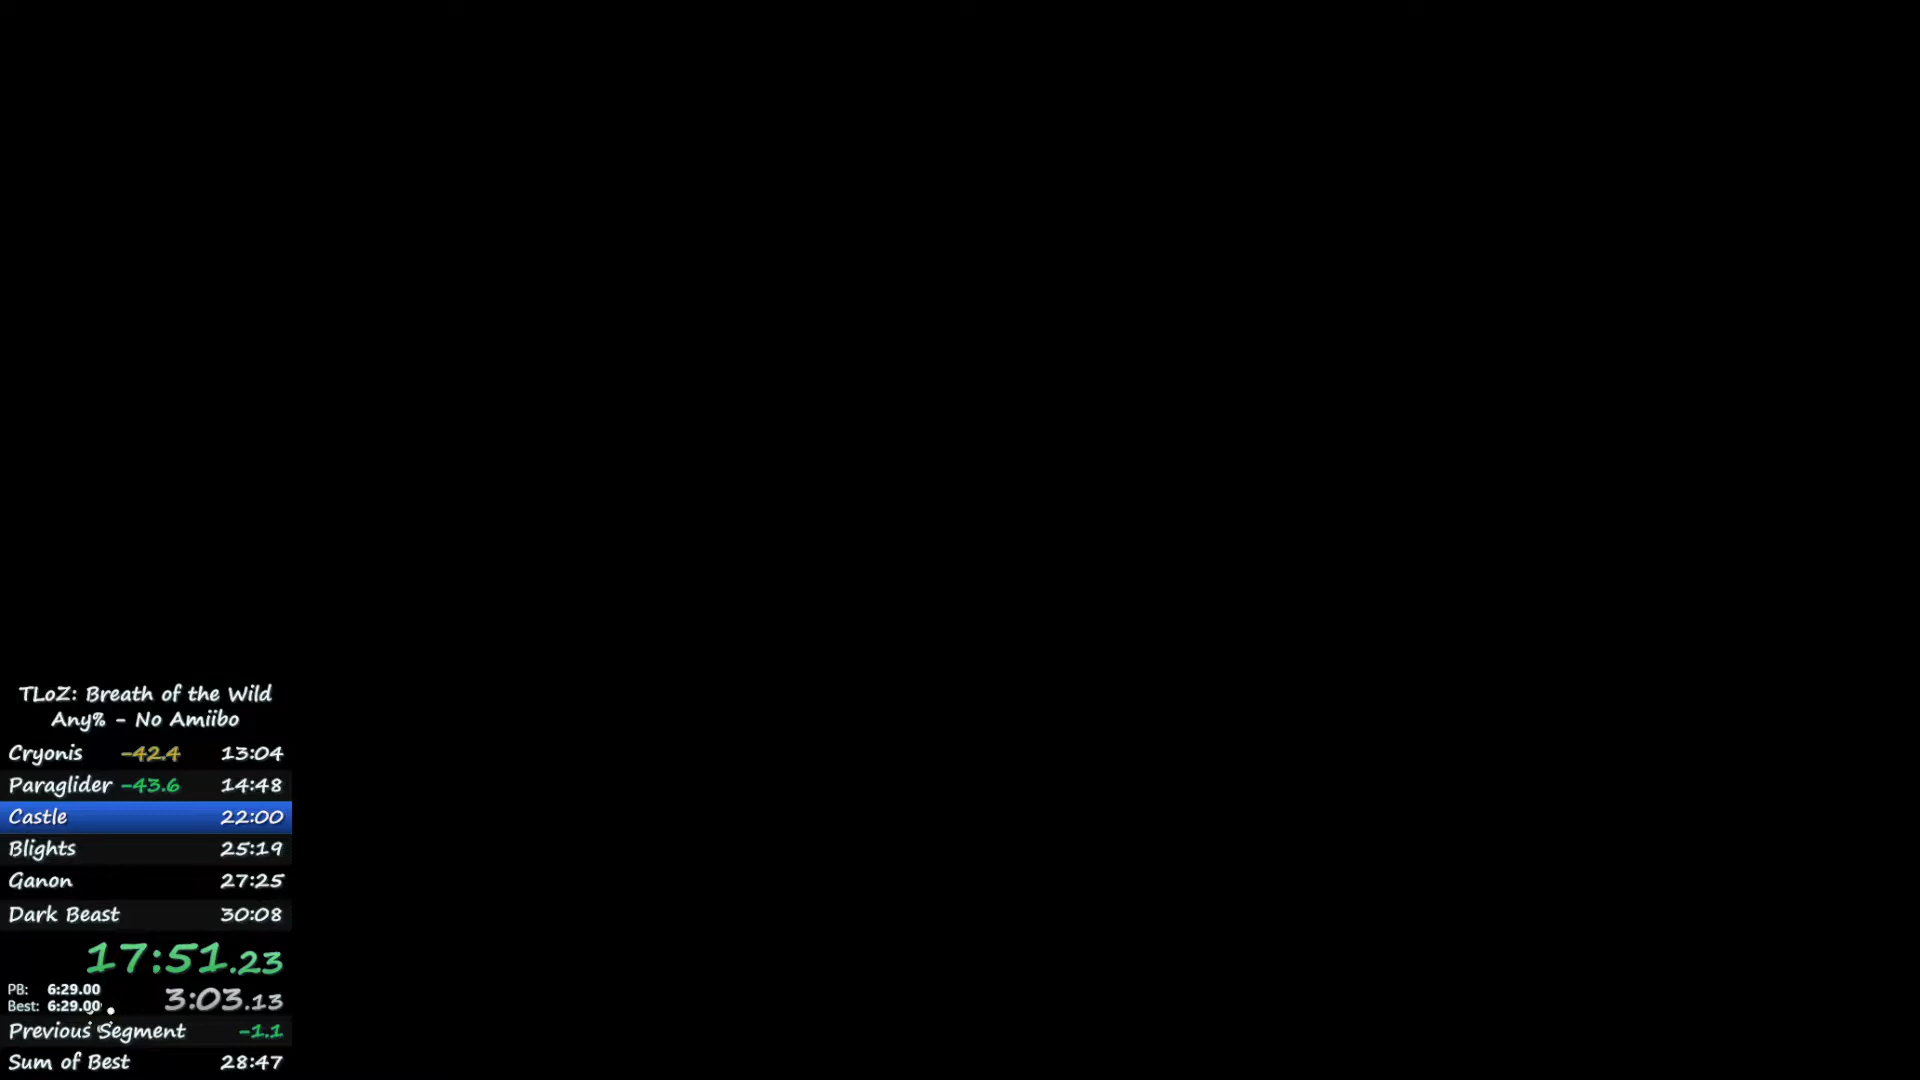 TLoZ: Breath of the Wild
Any% - No Amiibo
Cryonis -42.4 13:04
Paraglider -43.6 14:48
Castle 22:00
Blights 25:19
Ganon 27:25
Dark Beast 30:08
17:51.23
PB: 6:29.00
Best: 6:29.00
3:03.13
Previous Segment -1.1
Sum of Best 28:47